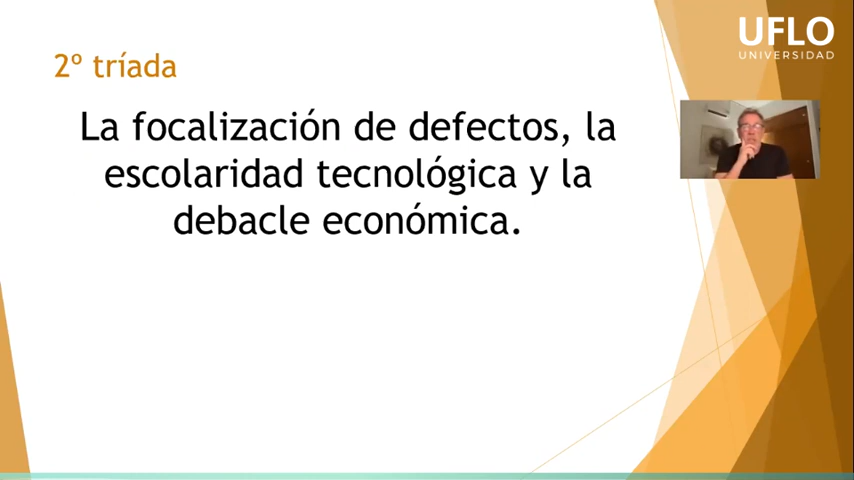 2º tríada
La focalización de defectos, la
escolaridad tecnológica y la
debacle económica.
UFLO
UNIVERSIDAD